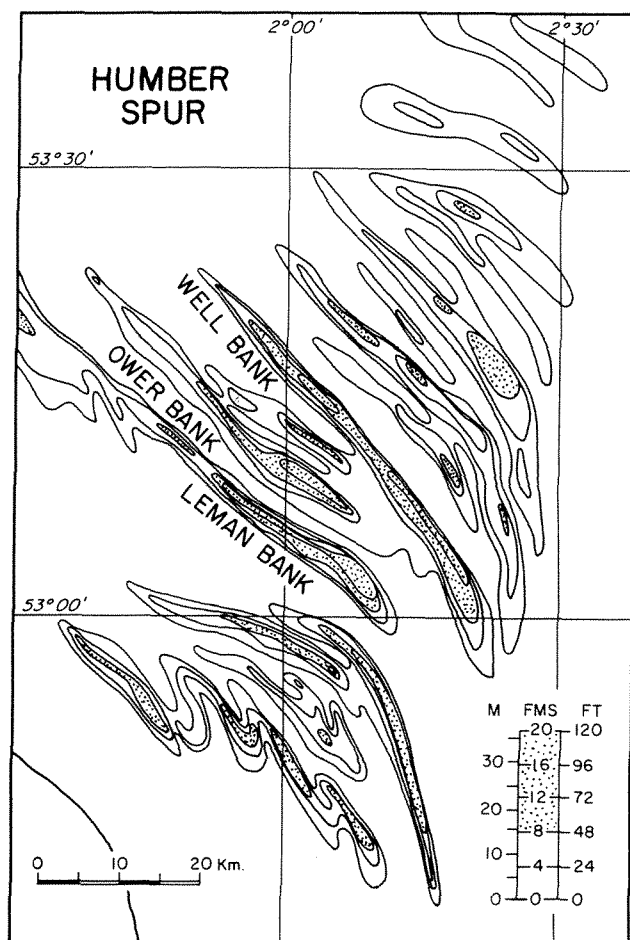 2°00'
2°30'
HUMBER
SPUR
53°30'
WELL BANK
OWER BANK
LEMAN BANK
53°00'
M FMS FT
20 120
30 16 96
20 12 72
8 48
10 4 24
0 0 0
0 10 20 Km.